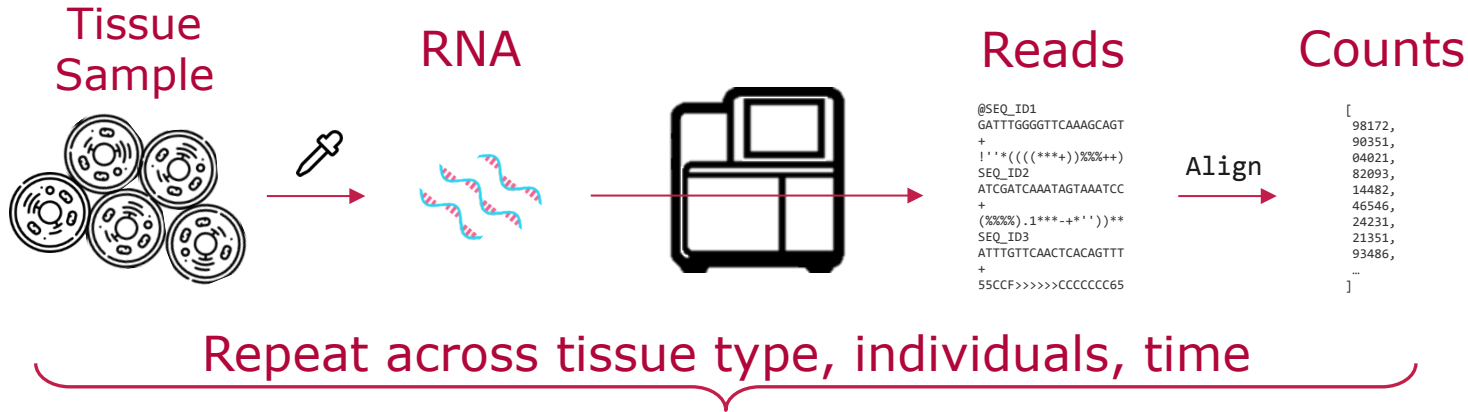 Tissue
Sample
RNA
Reads
Counts
@SEQ_ID1
GATTTGGGGTTCAAAGCAGT
+
!''*((((***+))%%%++)
SEQ_ID2
ATCGATCAAATAGTAAATCC
+
(%%%%).1***-+*''))**
SEQ_ID3
ATTTGTTCAACTCACAGTTT
+
55CCF>>>>>>CCCCCCC65
Align
[
98172,
90351,
04021,
82093,
14482,
46546,
24231,
21351,
93486,
…
]
Repeat across tissue type, individuals, time